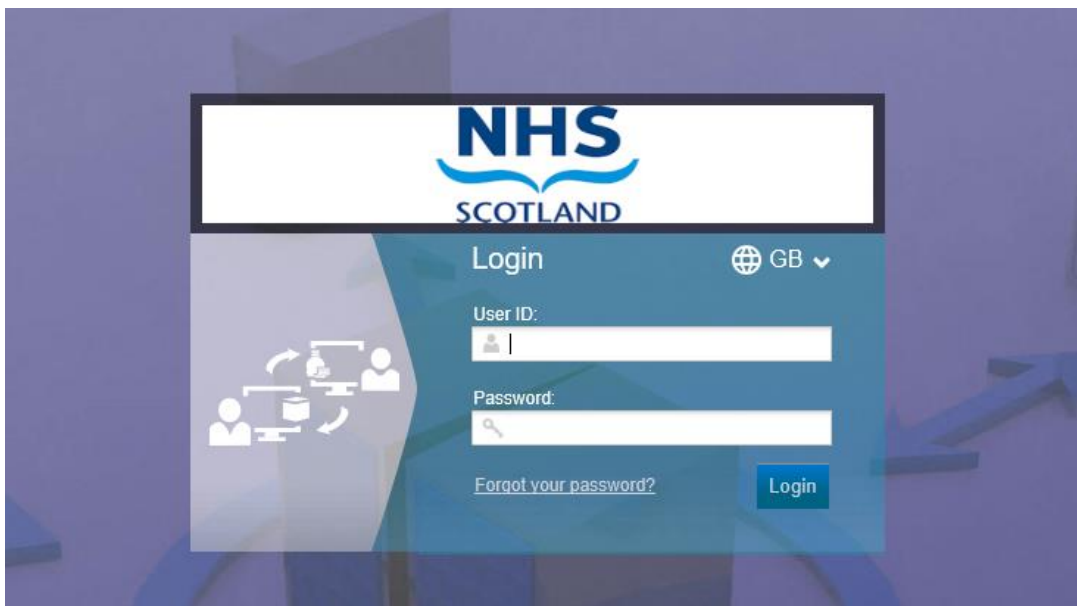 NHS
SCOTLAND
Login
GB
User ID:
Password:
Forgot your password?
Login